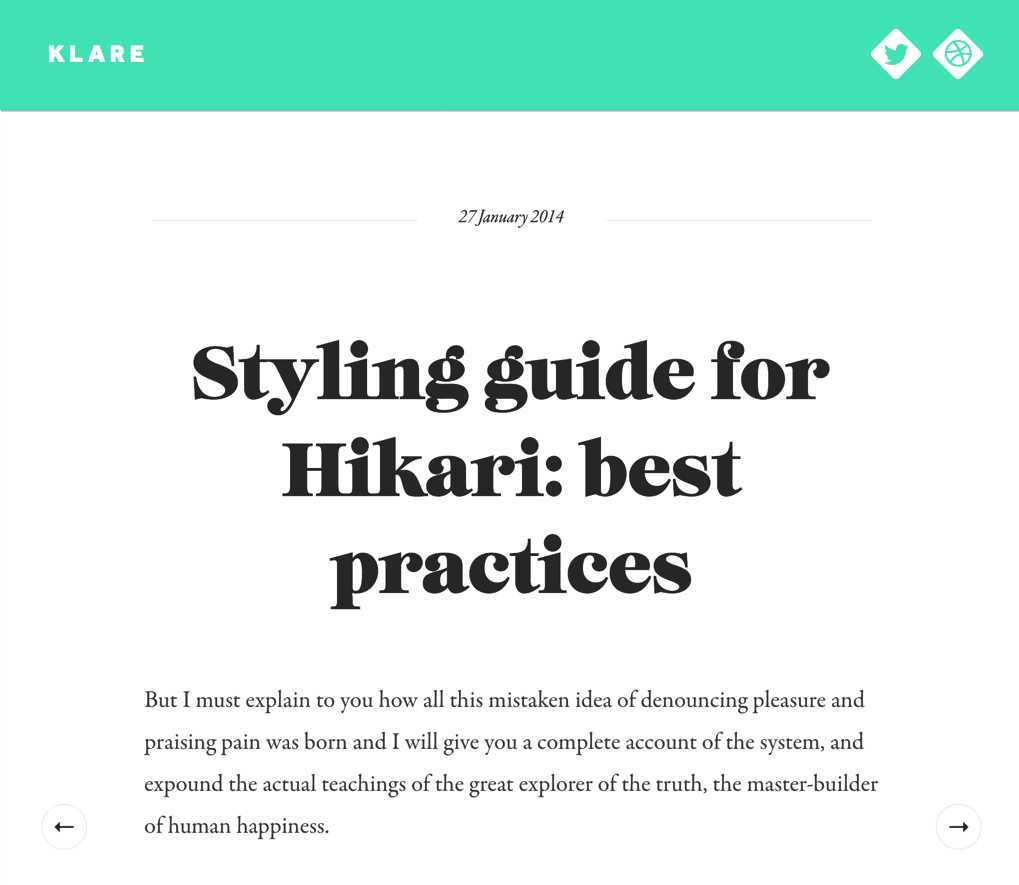 KLARE
27 January 2014
Styling guide for
Hikari: best
practices
But I must explain to you how all this mistaken idea of denouncing pleasure and
praising pain was born and I will give you a complete account of the system, and
expound the actual teachings of the great explorer of the truth, the master-builder
of human happiness.